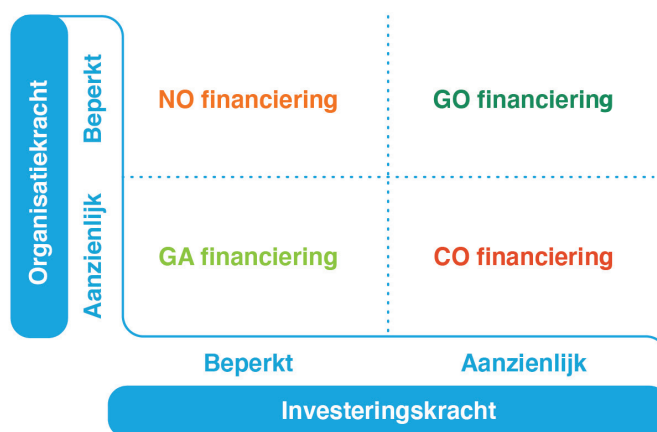 Organisatiekracht
Beperkt
Aanzienlijk
NO financiering
GO financiering
GA financiering
CO financiering
Beperkt
Aanzienlijk
Investeringskracht